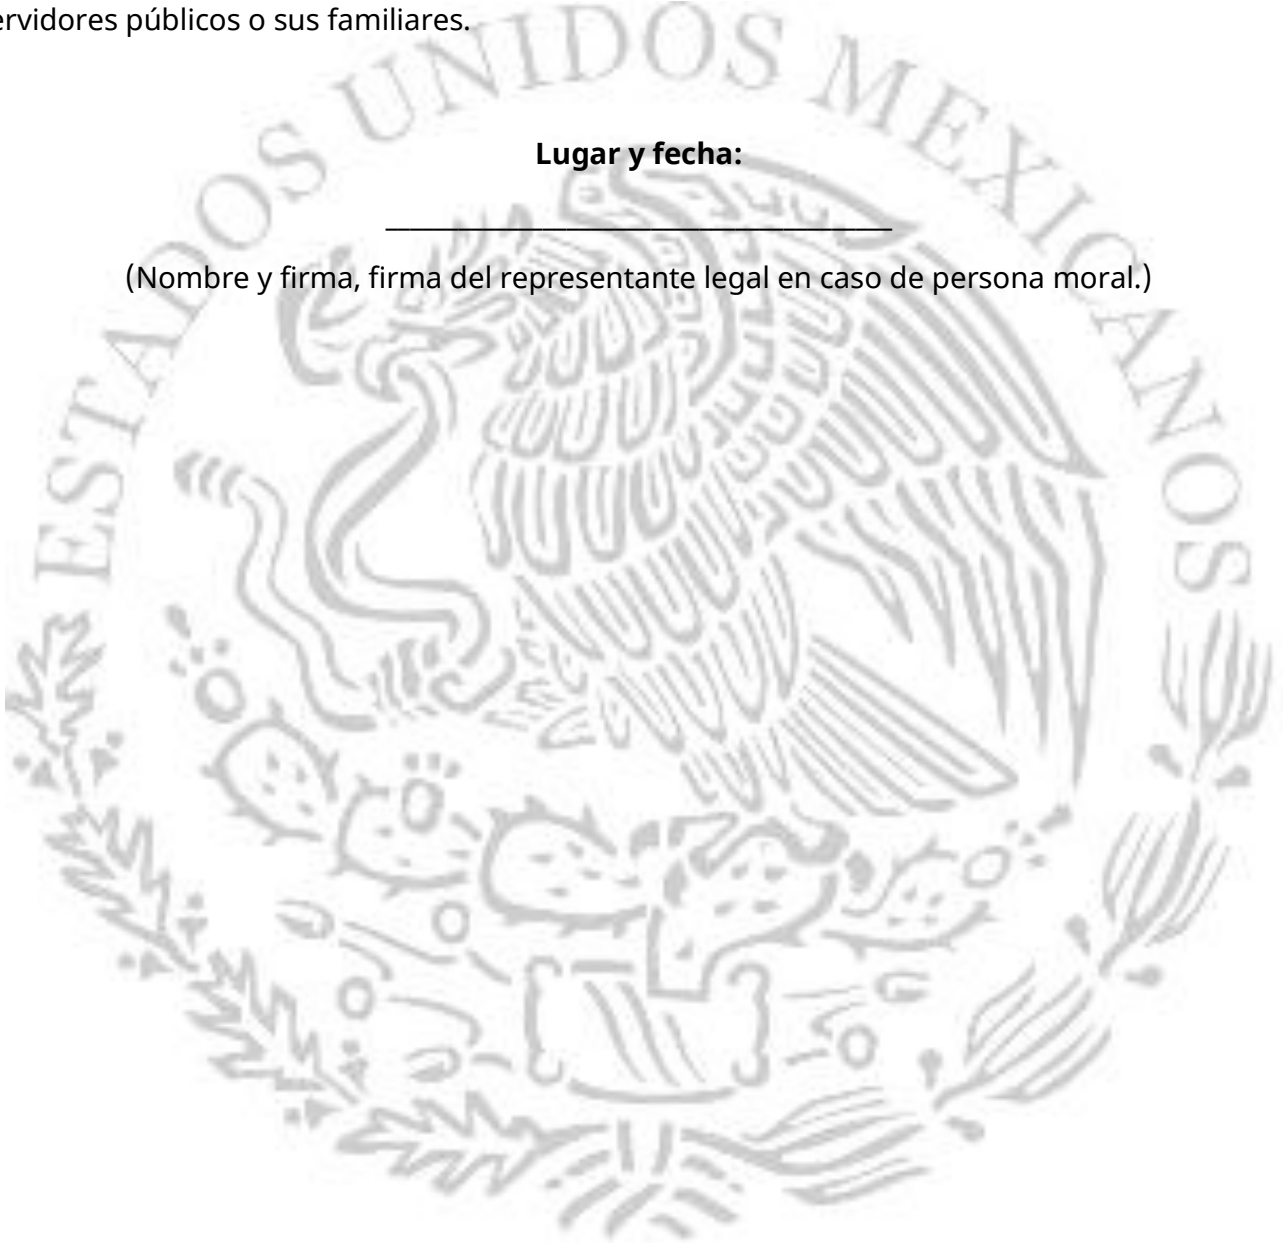 ervidores públicos o sus familiares.
ESTADOS UNIDOS MEXICANOS
Lugar y fecha:
(Nombre y firma, firma del representante legal en caso de persona moral.)